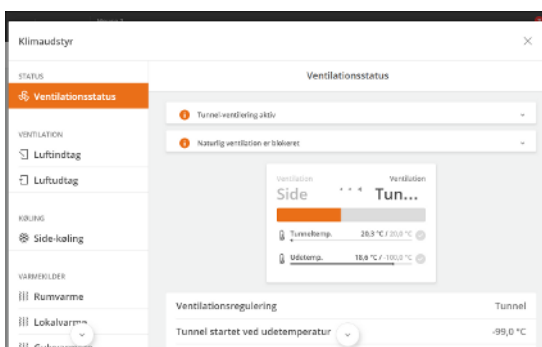 Klimaudstyr
STATUS
Ventilationsstatus
VENTILATION
Luftindtag
Luftudtag
KØLING
Side-køling
VARMEKILDER
Rumvarme
Lokalvarme
Ventilationsstatus
Tunnel-ventilering aktiv
Naturlig ventilation er blokeret
Ventilation Ventilation
Side Tun...
Tunneltemp. 20,3 °C / 20,0 °C
Udetemp. 18,6 °C / -100,0 °C
Ventilationsregulering Tunnel
Tunnel startet ved udetemperatur -99,0 °C